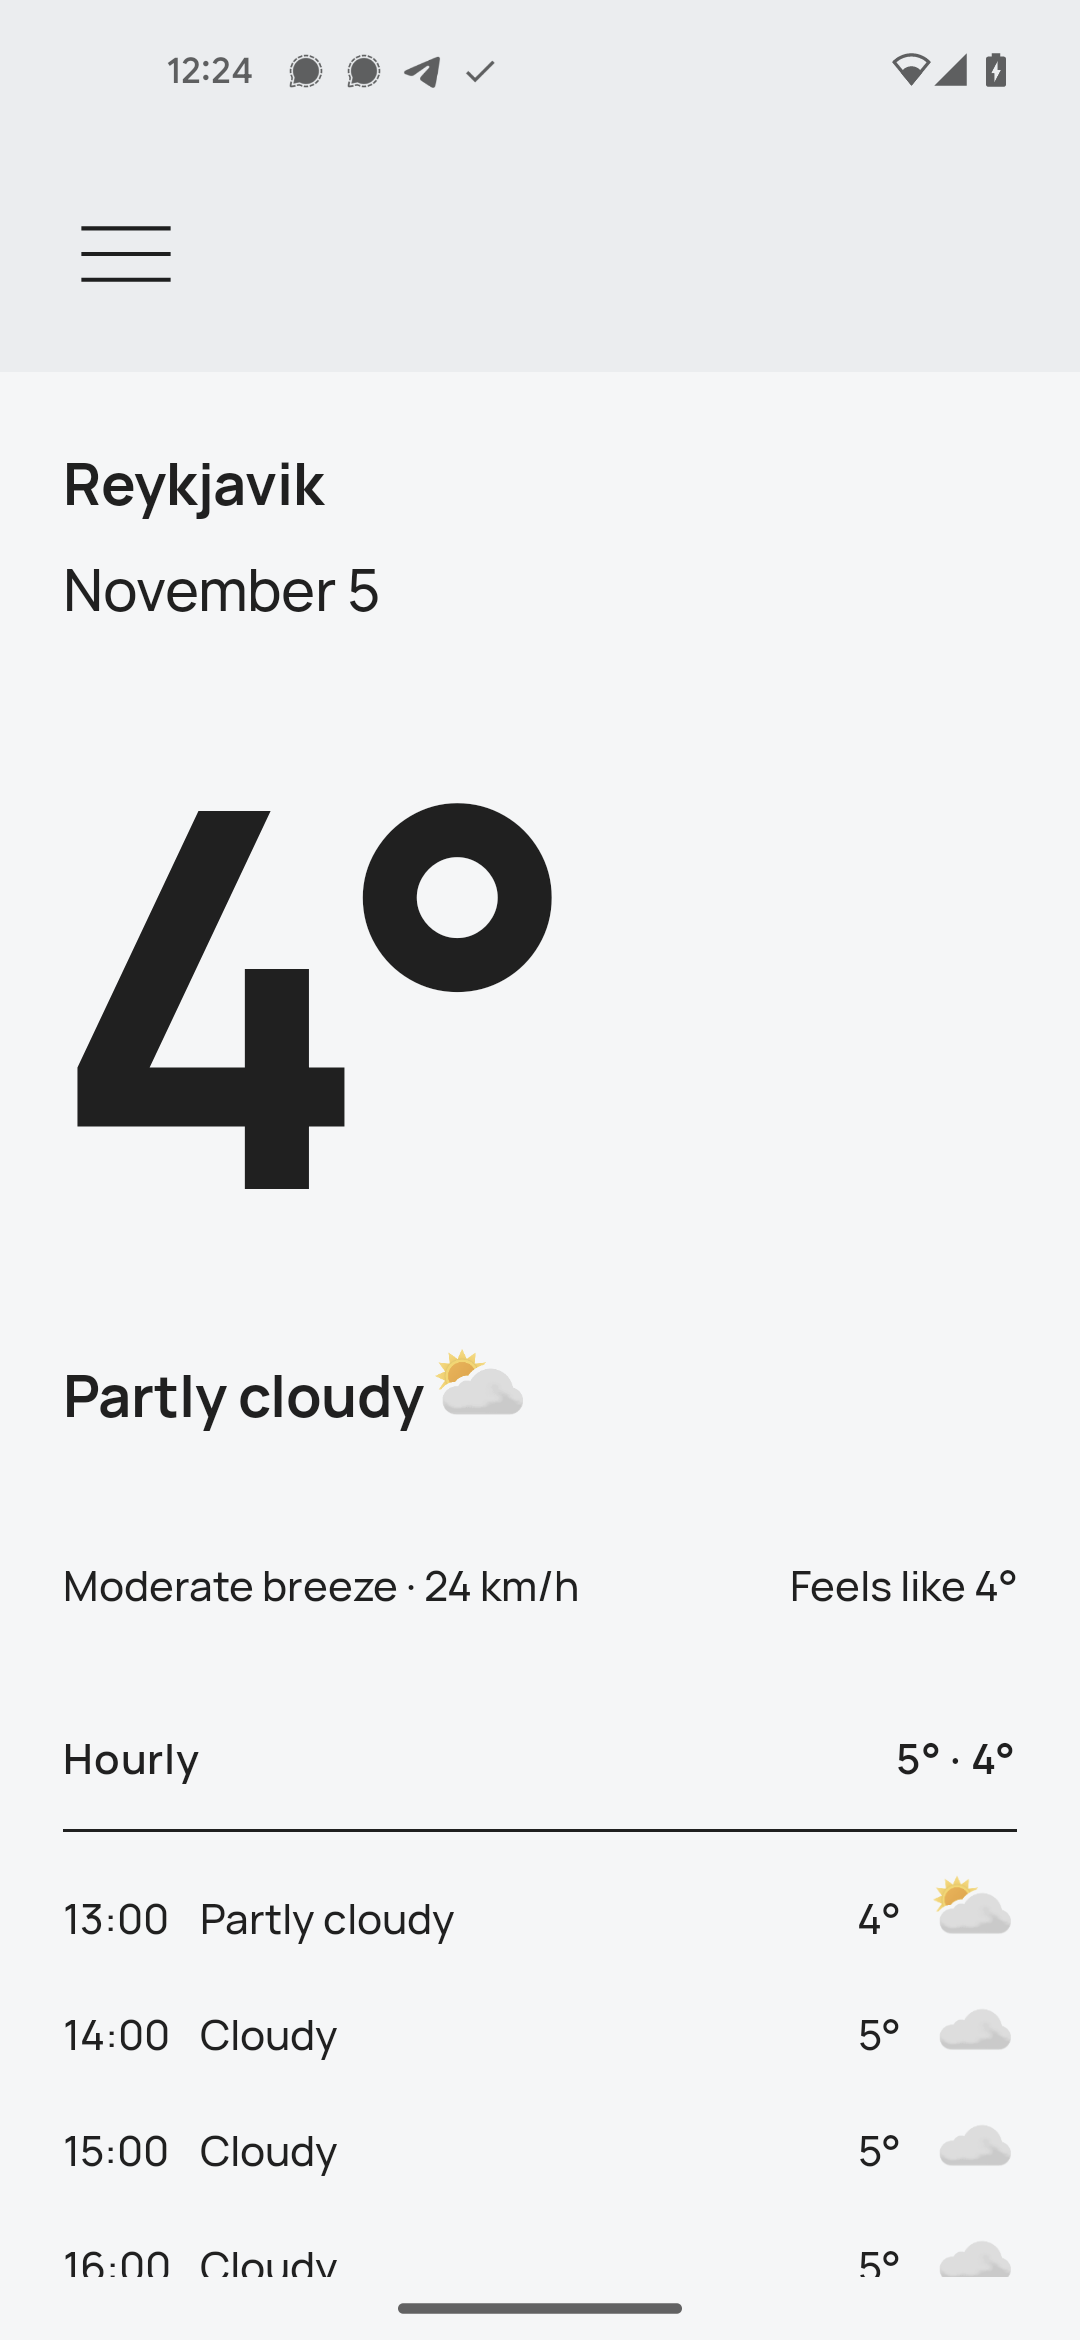 12:24
Reykjavik
November 5
4°
Partly cloudy
Moderate breeze · 24 km/h Feels like 4°
Hourly 5° · 4°
13:00 Partly cloudy 4°
14:00 Cloudy 5°
15:00 Cloudy 5°
16:00 Cloudy 5°